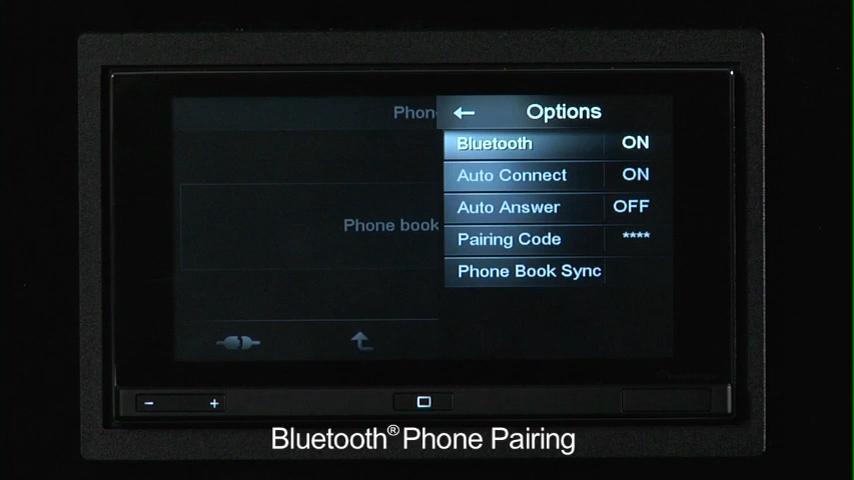 Phon
← Options
Bluetooth ON
Auto Connect ON
Auto Answer OFF
Phone book
Pairing Code ****
Phone Book Sync
- +
Bluetooth® Phone Pairing